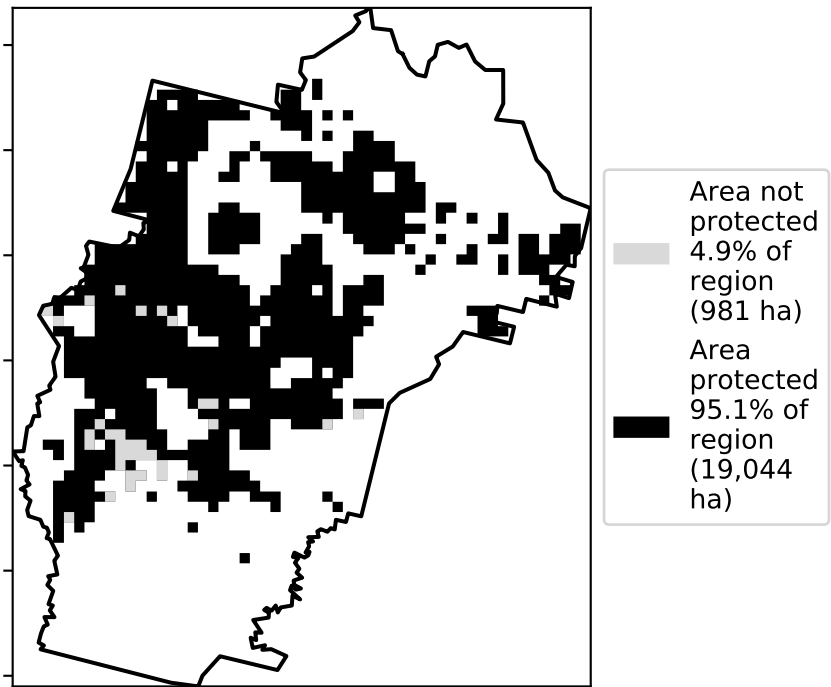 Area not
protected
4.9% of
region
(981 ha)
Area
protected
95.1% of
region
(19,044
ha)